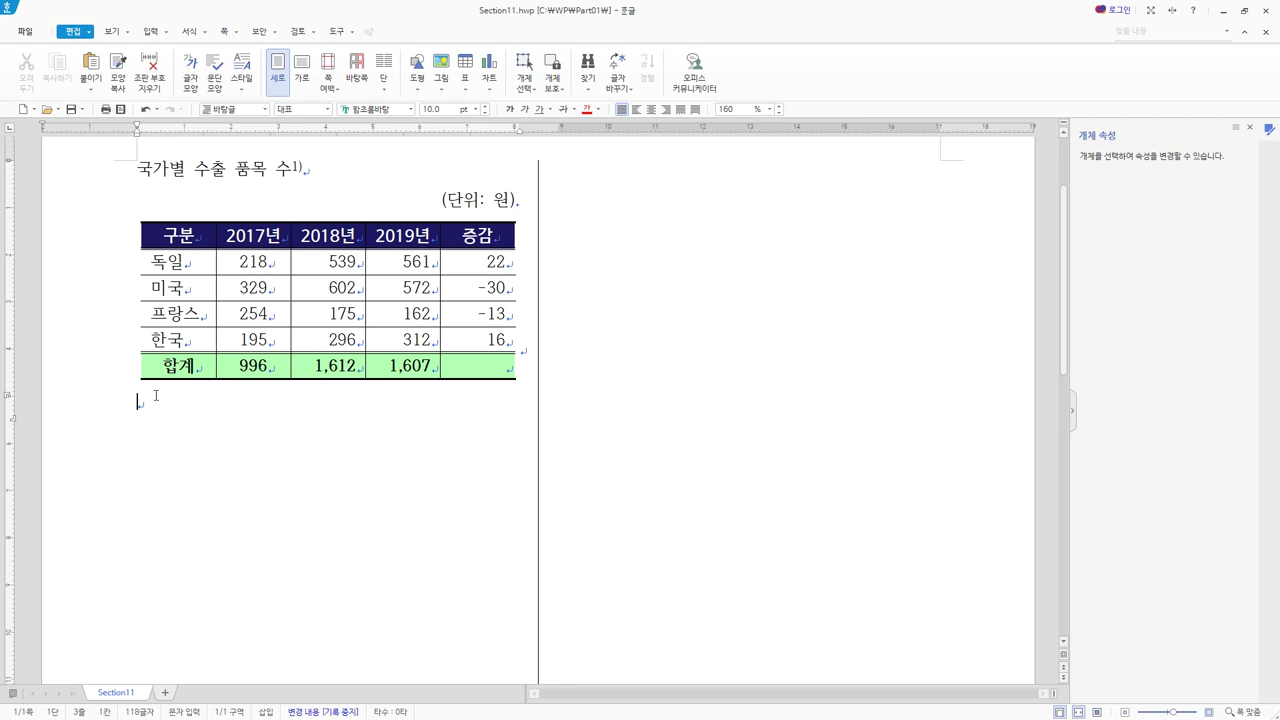 Section11.hwp [C:₩WP₩Part01₩] - 한글
로그인
파일 편집 보기 입력 서식 쪽 보안 검토 도구
찾을 내용
오려 두기 복사하기 붙이기 모양 복사 조판 부호 지우기 글자 모양 문단 모양 스타일 세로 가로 쪽 여백 바탕쪽 단 도형 그림 표 차트 개체 선택 개체 보호 찾기 글자 바꾸기 정렬 오피스 커뮤니케이터
바탕글 대표 함초롬바탕 10.0 pt 가 가 가 가 가 160 %
개체 속성
개체를 선택하여 속성을 변경할 수 있습니다.
국가별 수출 품목 수1)
(단위: 원)
구분 2017년 2018년 2019년 증감
독일 218 539 561 22
미국 329 602 572 -30
프랑스 254 175 162 -13
한국 195 296 312 16
합계 996 1,612 1,607
Section11
1/1쪽 1단 3줄 1칸 118글자 문자 입력 1/1 구역 삽입 변경 내용 [기록 중지] 타수 : 0타 폭 맞춤